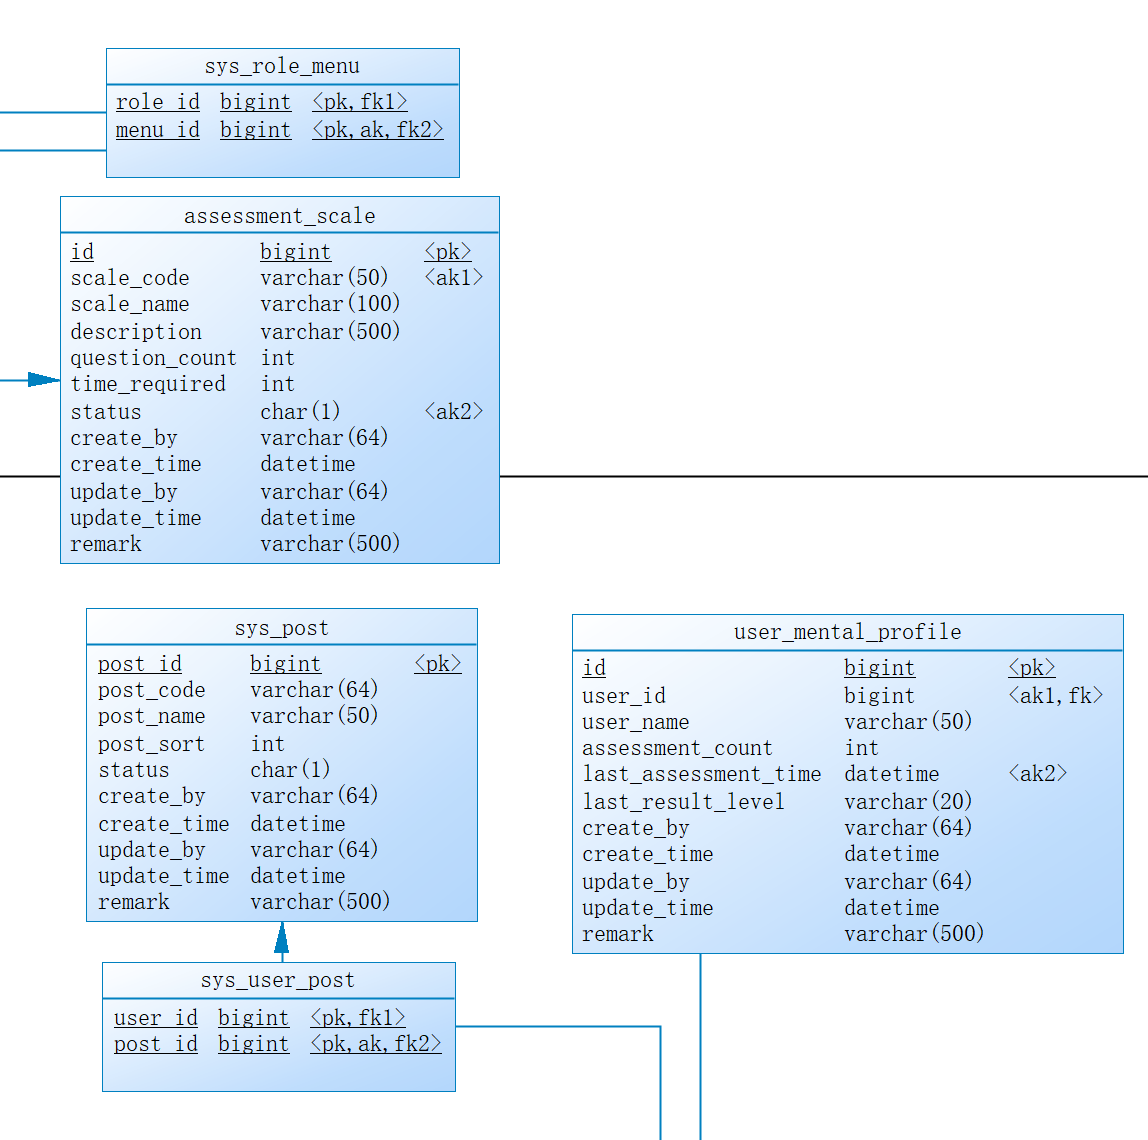 sys_role_menu
role_id bigint <pk,fk1>
menu_id bigint <pk,ak,fk2>
assessment_scale
id bigint <pk>
scale_code varchar(50) <ak1>
scale_name varchar(100)
description varchar(500)
question_count int
time_required int
status char(1) <ak2>
create_by varchar(64)
create_time datetime
update_by varchar(64)
update_time datetime
remark varchar(500)
sys_post
post_id bigint <pk>
post_code varchar(64)
post_name varchar(50)
post_sort int
status char(1)
create_by varchar(64)
create_time datetime
update_by varchar(64)
update_time datetime
remark varchar(500)
user_mental_profile
id bigint <pk>
user_id bigint <ak1,fk>
user_name varchar(50)
assessment_count int
last_assessment_time datetime <ak2>
last_result_level varchar(20)
create_by varchar(64)
create_time datetime
update_by varchar(64)
update_time datetime
remark varchar(500)
sys_user_post
user_id bigint <pk,fk1>
post_id bigint <pk,ak,fk2>